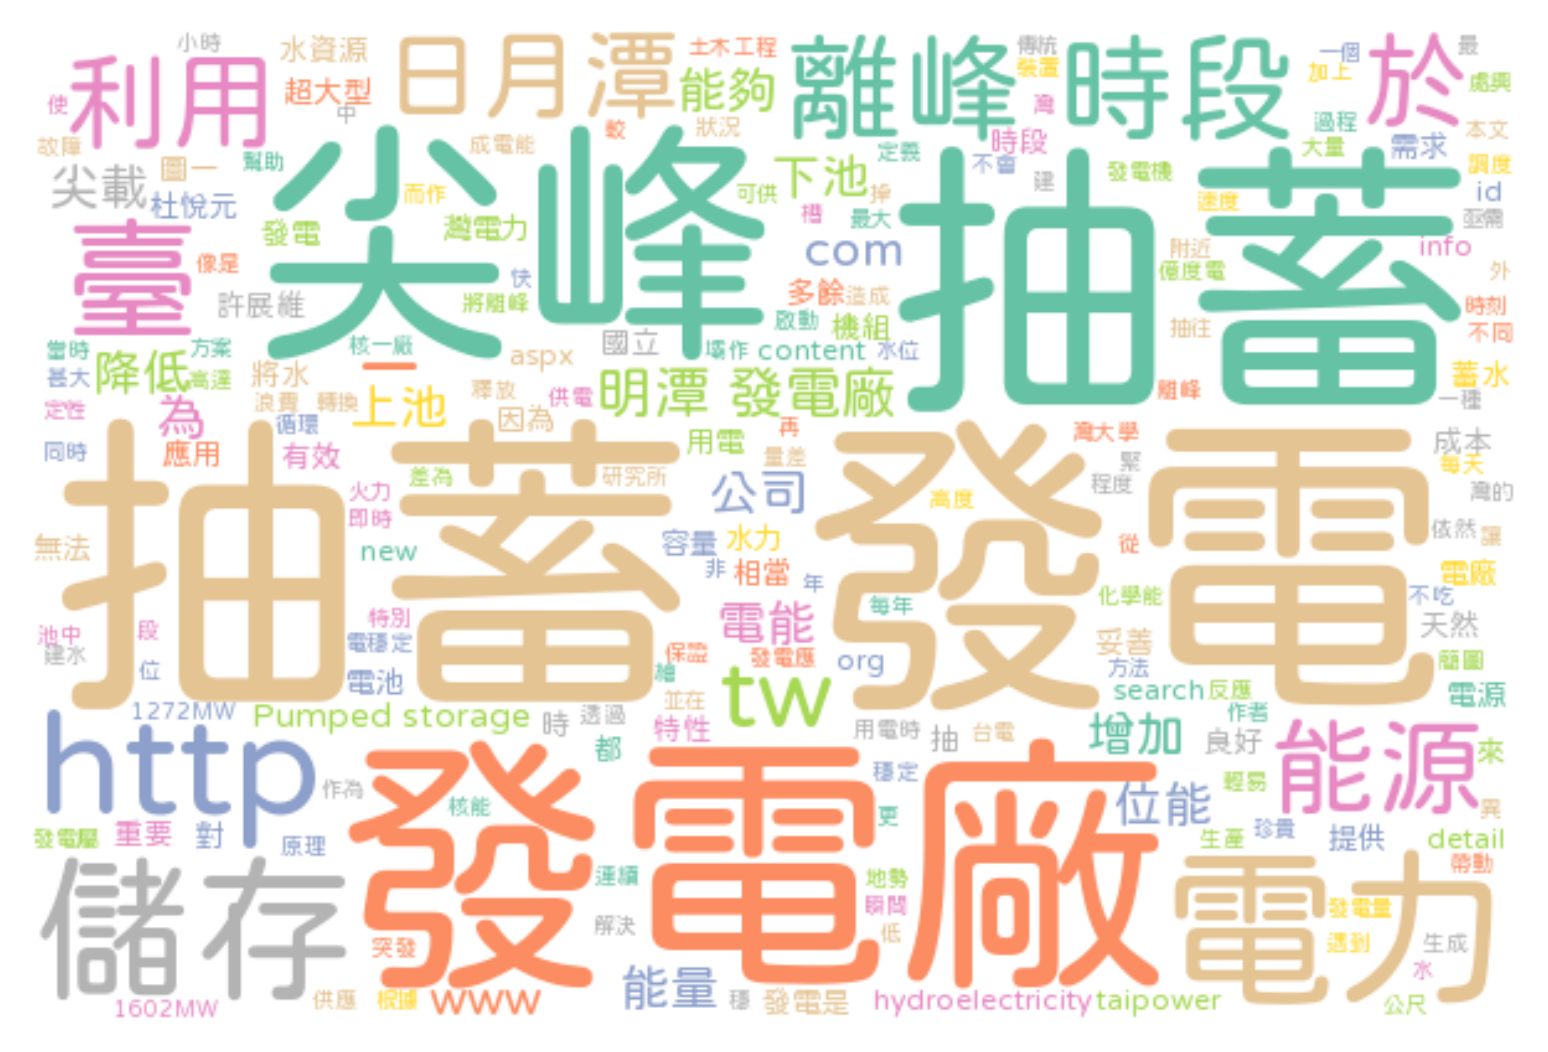 小時
水資源
日月潭
土木工程
離峰時段
傳統
一個
於
最
利用
超大型
能夠
裝置
加上
處興
使
中
較
狀況
灣
過程
本文
故障
圖一
幫助
尖峰
成電能
時段
大量
需求
調度
尖載
杜悅元
而作
可供
下池
定義
不會
抽蓄
發電機
id
掉
建
速度
亟需
臺
發電
灣電力
槽
最大
com
附近
info
像是
快
億度電
外
許展維
將離峰
多餘
造成
時刻
啟動
機組
抽往
不同
當時
方案
核一廠
國立
壩作
content
水位
一
aspx
甚大
降低
高達
將水
釋放
明潭
發電廠
離峰
蓄水
浪費
轉換
上池
供電
一種
定性
為
循環
因為
同時
應用
有效
用電
再
灣大學
成本
抽蓄
發電
量差
緊
每天
差為
研究所
程度
灣的
火力
公司
高度
即時
無法
new
容量
水力
從
依然
讓
非
相當
年
電廠
特別
電能
每年
化學能
不吃
池中
段
電穩定
妥善
天然
建水
位
保證
發電應
org
方法
簡圖
電池
繪
tw
search
反應
電源
1272MW
Pumped storage
時
透過
並在
作者
http
特性
用電時
抽
台電
增加
良好
能源
來
都
穩定
輕易
作為
核能
位能
更
異
發電屬
重要
對
原理
發電廠
生產
珍貴
提供
detail
帶動
儲存
連續
地勢
電力
瞬間
發電量
解決
低
突發
遇到
生成
水
1602MW
供應
根據
www
能量
穩
發電是
hydroelectricity
taipower
公尺